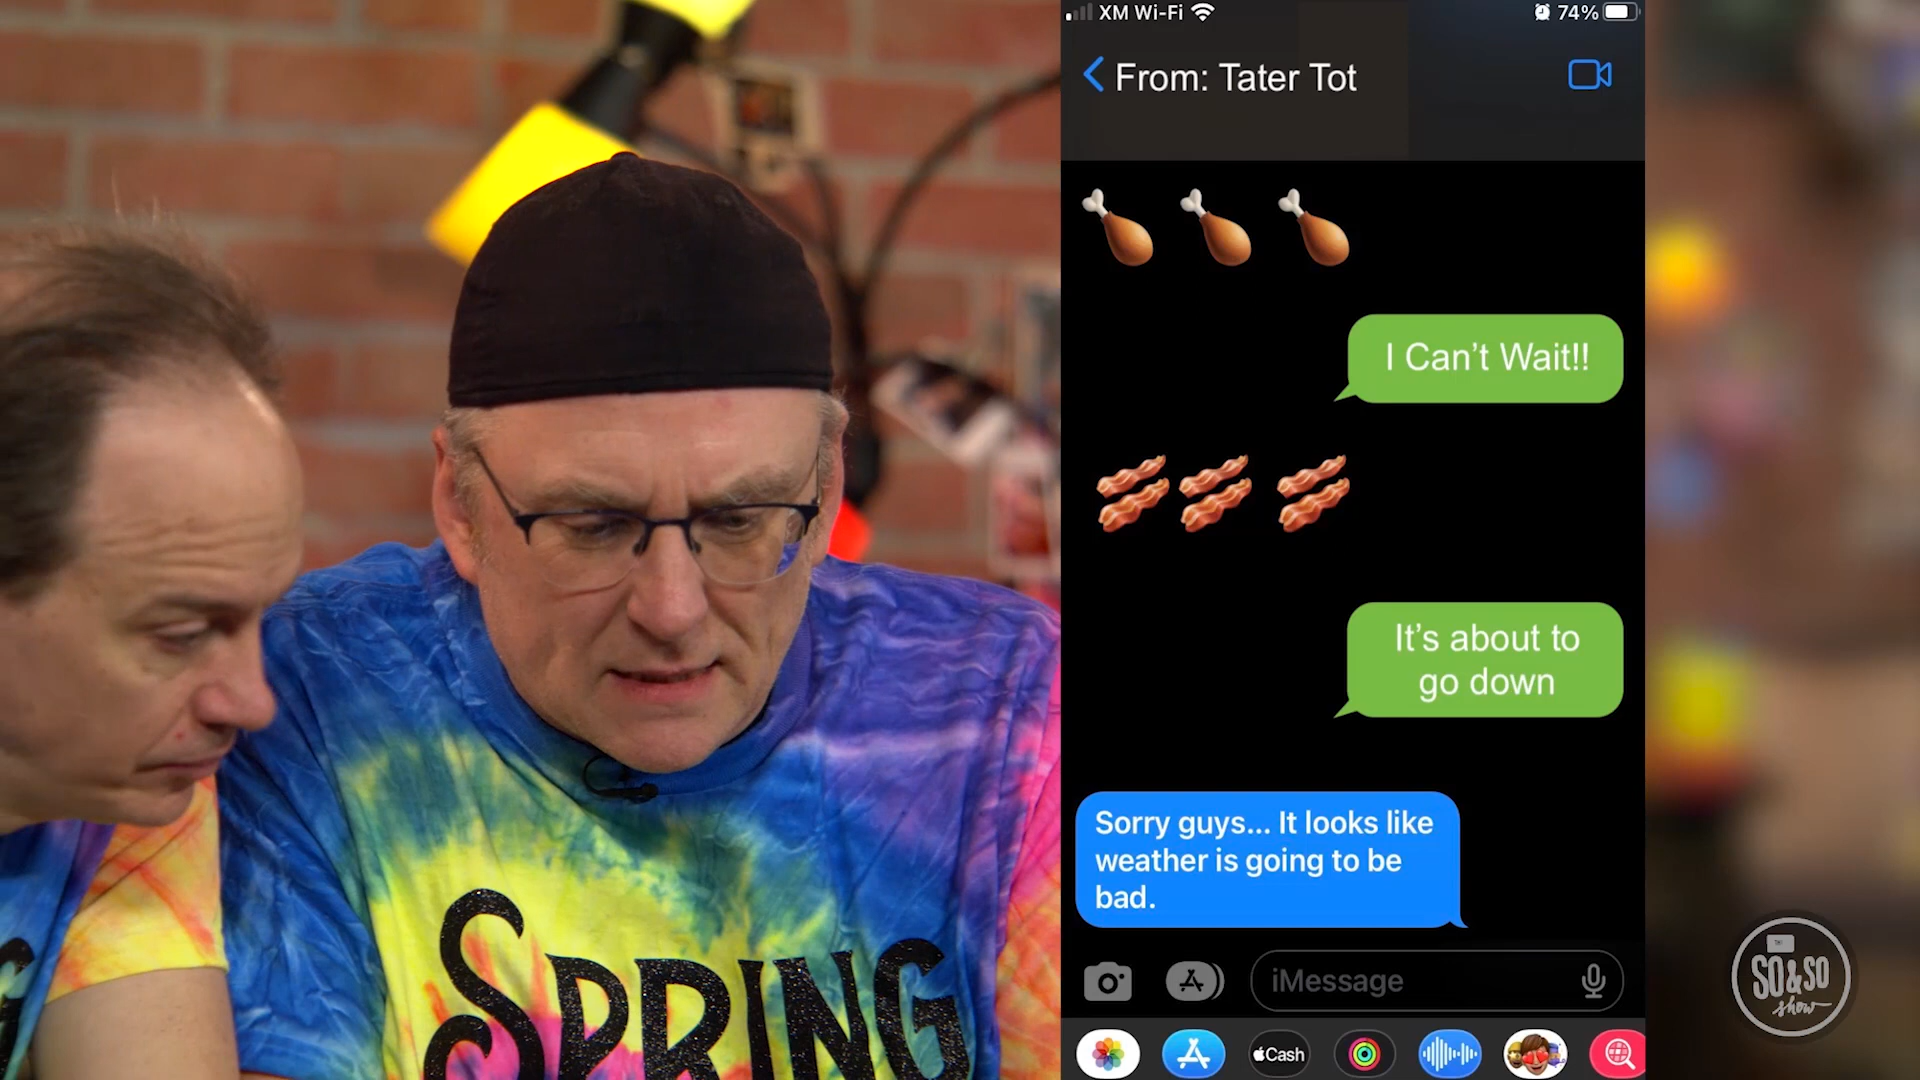 XM Wi-Fi
74%
From: Tater Tot
I Can't Wait!!
It's about to
go down
Sorry guys... It looks like
weather is going to be
bad.
iMessage
Cash
SPRING
SO&SO
show